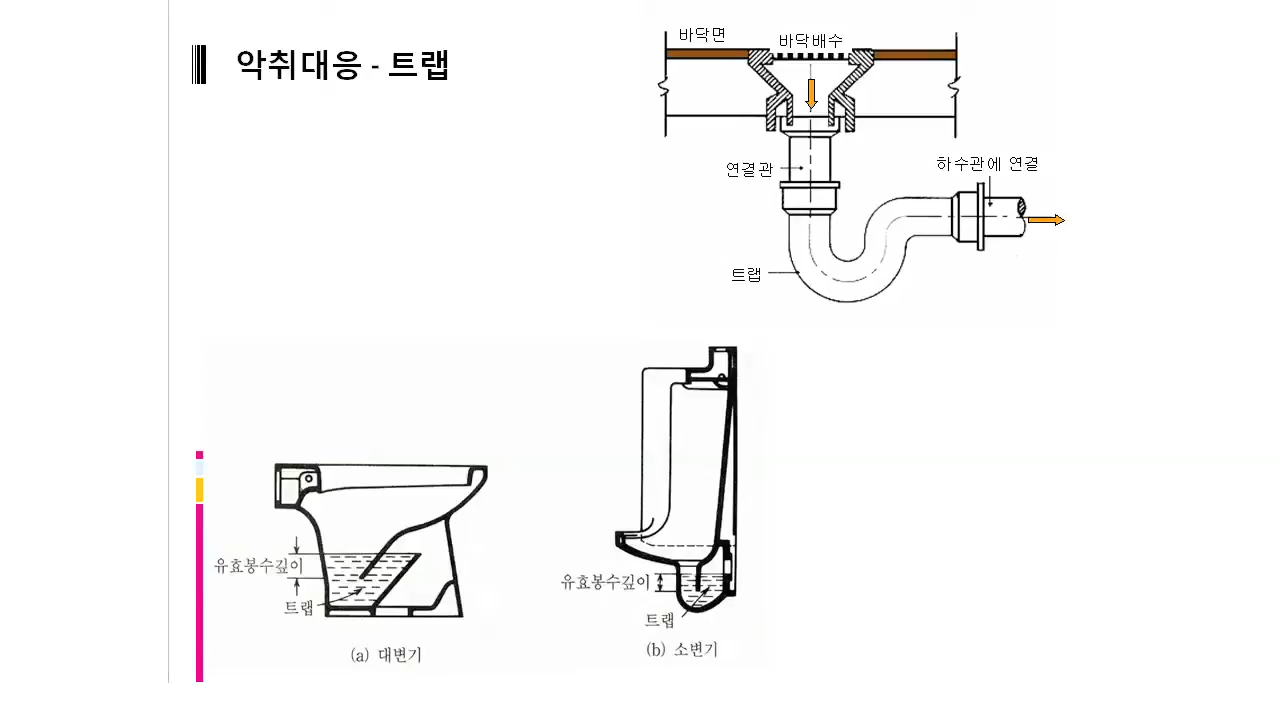 악취대응 - 트랩
바닥면
바닥배수
연결관
하수관에 연결
트랩
유효봉수깊이
트랩
(a) 대변기
유효봉수깊이
트랩
(b) 소변기